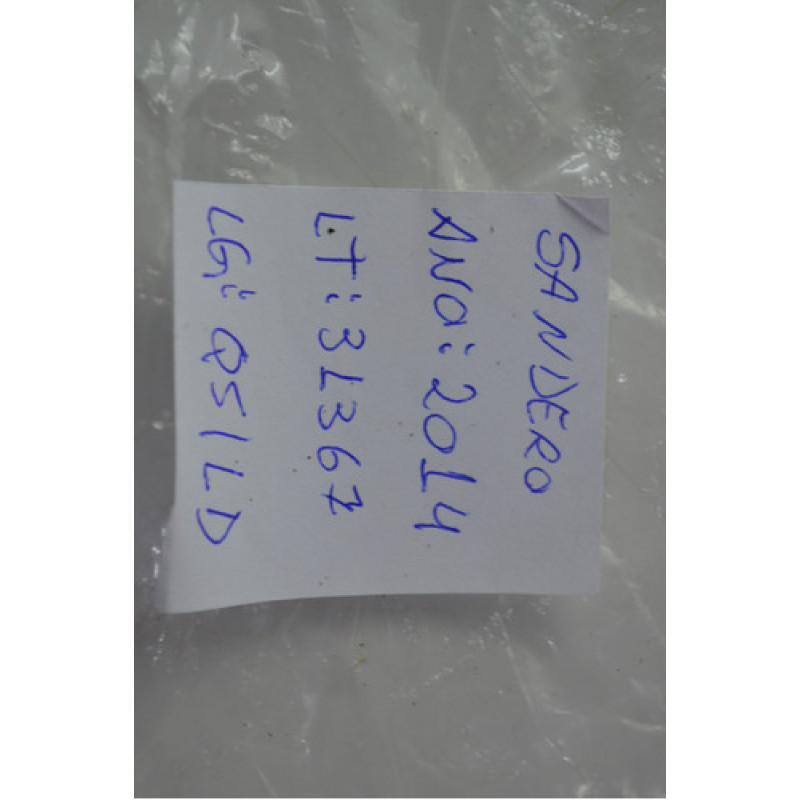 SANDERO
ANO: 2014
LT: 31367
LG: Q51LD